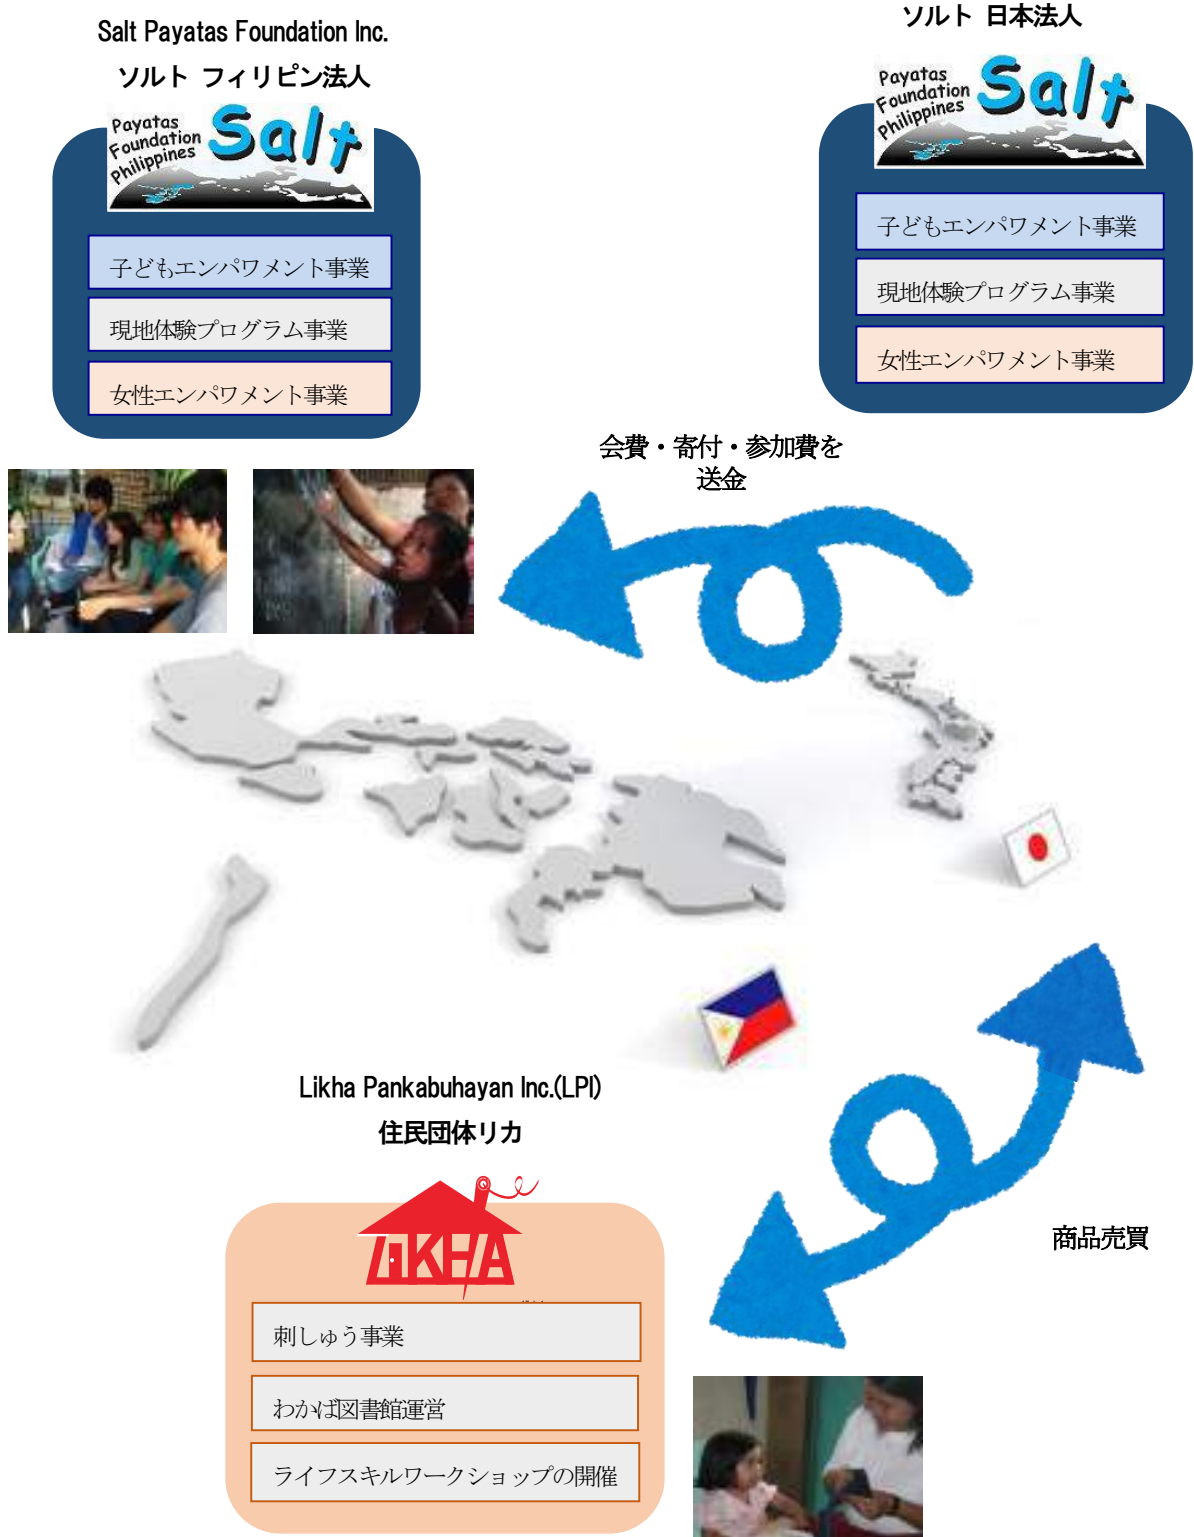 Salt Payatas Foundation Inc.
ソルト フィリピン法人
Payatas
Foundation
Philippines
Salt
子どもエンパワメント事業
現地体験プログラム事業
女性エンパワメント事業
ソルト 日本法人
Payatas
Foundation
Philippines
Salt
子どもエンパワメント事業
現地体験プログラム事業
女性エンパワメント事業
会費・寄付・参加費を
送金
Likha Pankabuhayan Inc.(LPI)
住民団体リカ
LIKHA
刺しゅう事業
わかば図書館運営
ライフスキルワークショップの開催
商品売買